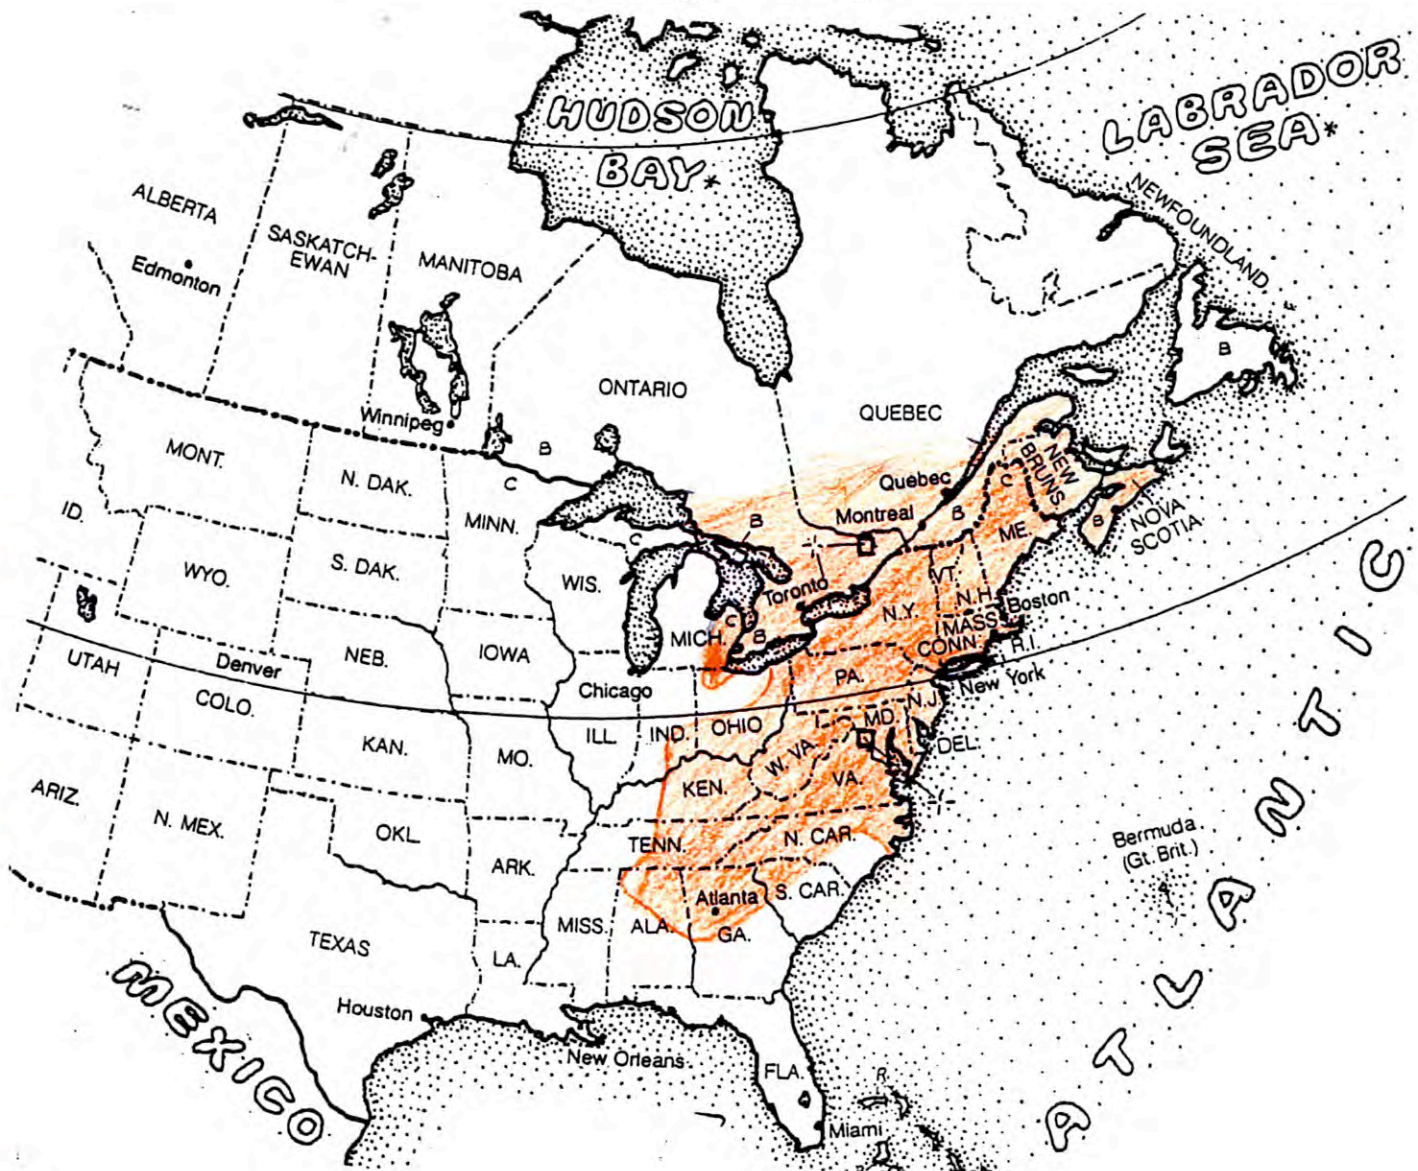 HUDSON
BAY*
LABRADOR
SEA*
NEWFOUNDLAND.
ALBERTA
Edmonton
SASKATCH-
EWAN
MANITOBA
Winnipeg
ONTARIO
QUEBEC
B
B
C
MONT.
N. DAK.
MINN.
ID.
WYO.
S. DAK.
WIS.
C
B
Quebec
Montreal
B
C
NEW
BRUNS.
ME.
B
NOVA
SCOTIA
Toronto
VT.
N.H.
N.Y.
MASS.
Boston
CONN.
R.I.
MICH.
C
B
UTAH
Denver
NEB.
IOWA
Chicago
PA.
New York
COLO.
KAN.
MO.
ILL.
IND.
OHIO
N.J.
MD.
DEL.
W. VA.
VA.
KEN.
ARIZ.
N. MEX.
OKL.
ARK.
TENN.
N. CAR.
Atlanta
S. CAR.
Bermuda
(Gt. Brit.)
TEXAS
LA.
MISS.
ALA.
GA.
Houston
New Orleans
FLA.
Miami
R.
MEXICO
ATLANTIC